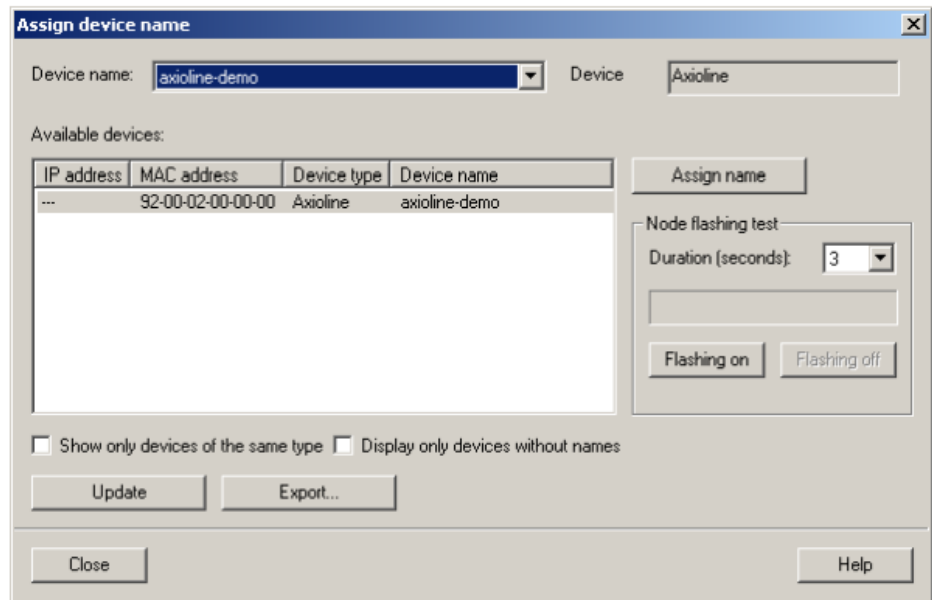 Assign device name
Device name: axioline-demo Device Axioline
Available devices:
IP address MAC address Device type Device name
--- 92-00-02-00-00-00 Axioline axioline-demo
Assign name
Node flashing test
Duration (seconds): 3
Flashing on Flashing off
Show only devices of the same type Display only devices without names
Update Export...
Close Help